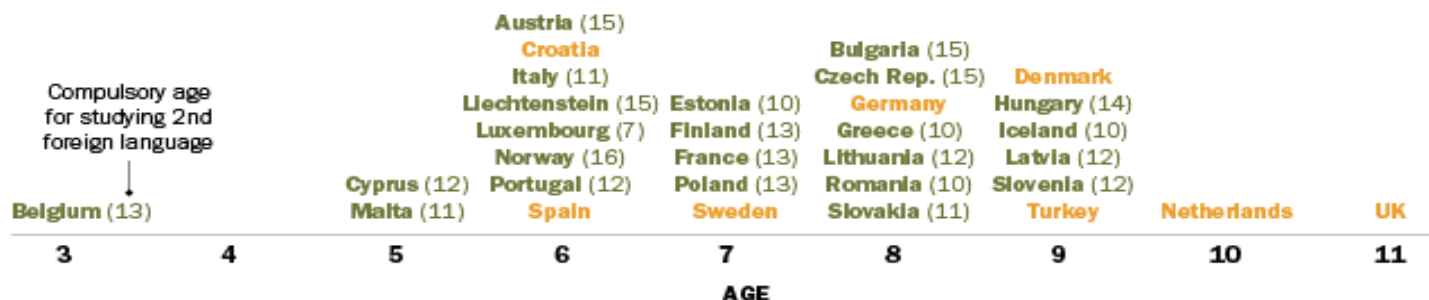 Austria (15)
Croatia
Bulgaria (15)
Italy (11)
Czech Rep. (15)
Denmark
Compulsory age
for studying 2nd
foreign language
Liechtenstein (15)
Estonia (10)
Germany
Hungary (14)
Luxembourg (7)
Finland (13)
Greece (10)
Iceland (10)
Norway (16)
France (13)
Lithuania (12)
Latvia (12)
Cyprus (12)
Portugal (12)
Poland (13)
Romania (10)
Slovenia (12)
Belgium (13)
Malta (11)
Spain
Sweden
Slovakia (11)
Turkey
Netherlands
UK
3 4 5 6 7 8 9 10 11
AGE